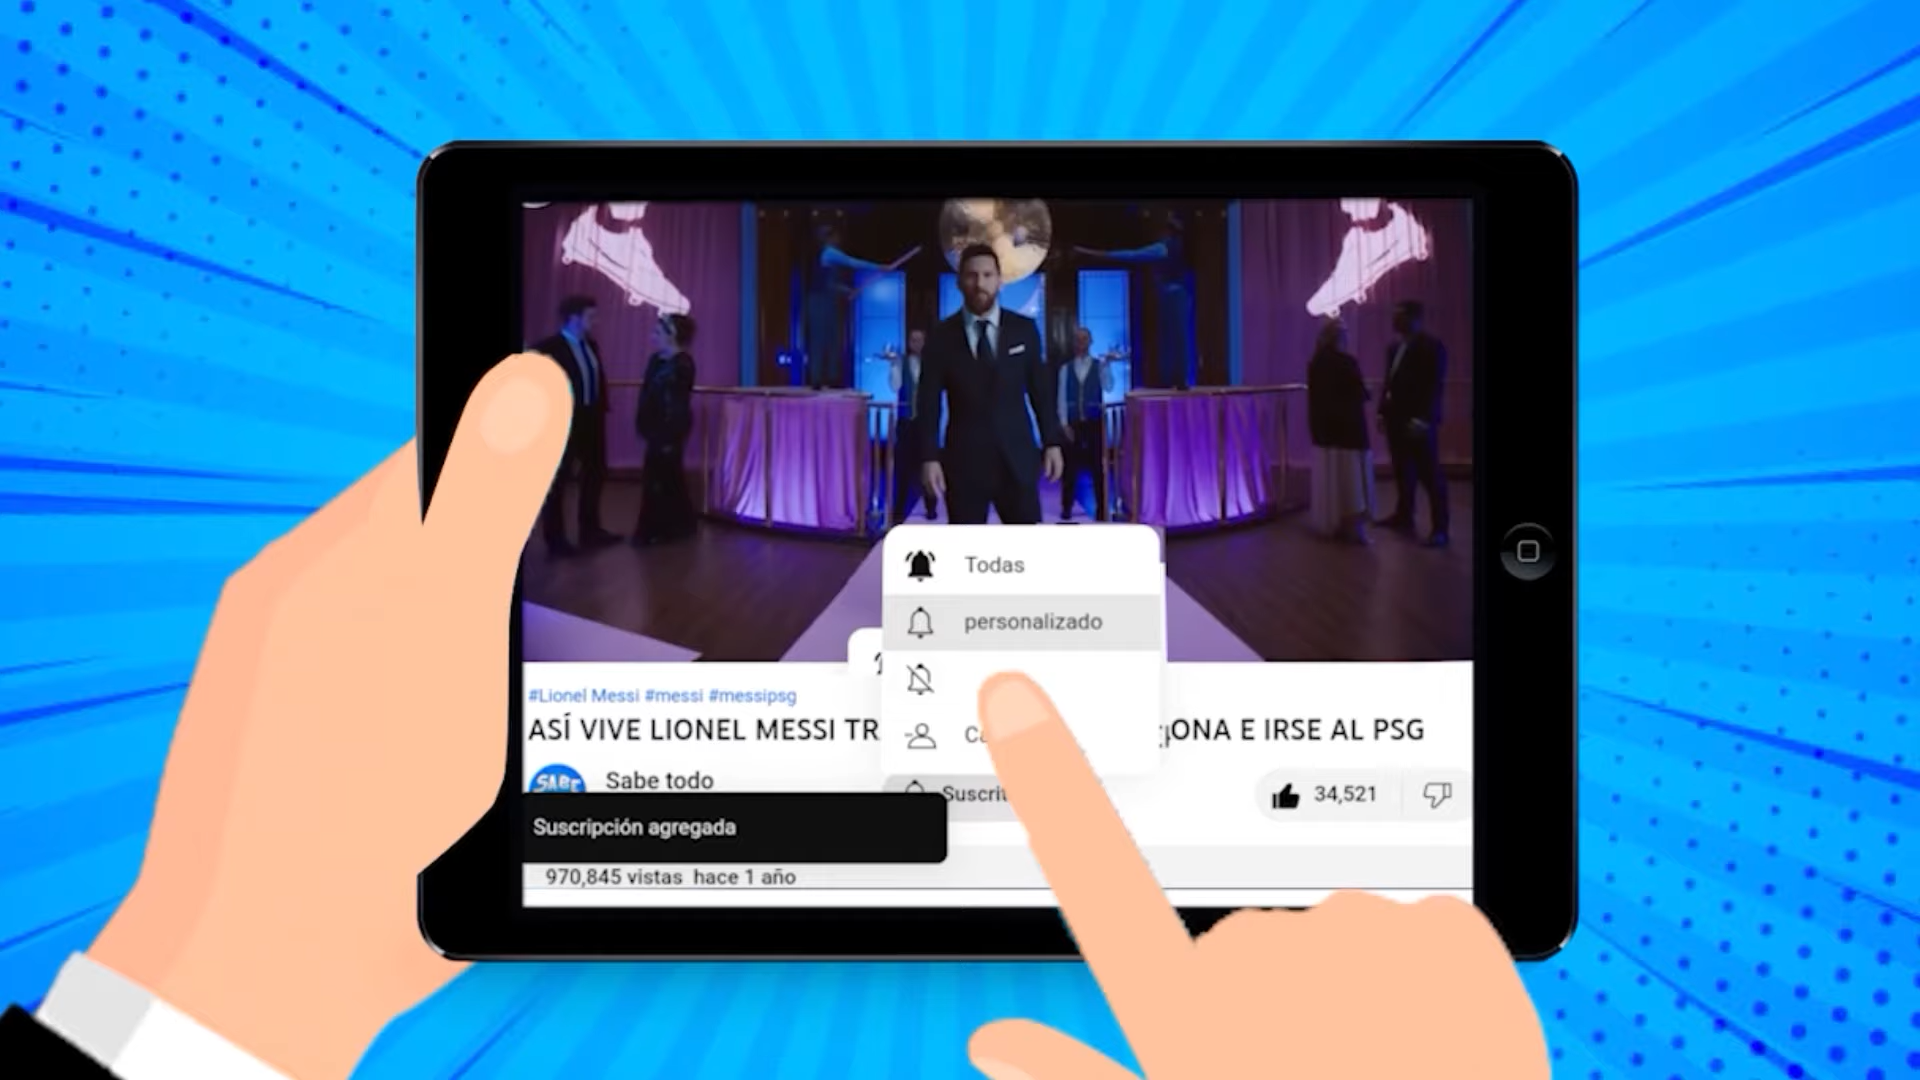 Todas
personalizado
#Lionel Messi #messi #messipsg
ASÍ VIVE LIONEL MESSI TR ONA E IRSE AL PSG
SABE
Sabe todo
34,521
Suscripción agregada
970,845 vistas hace 1 año